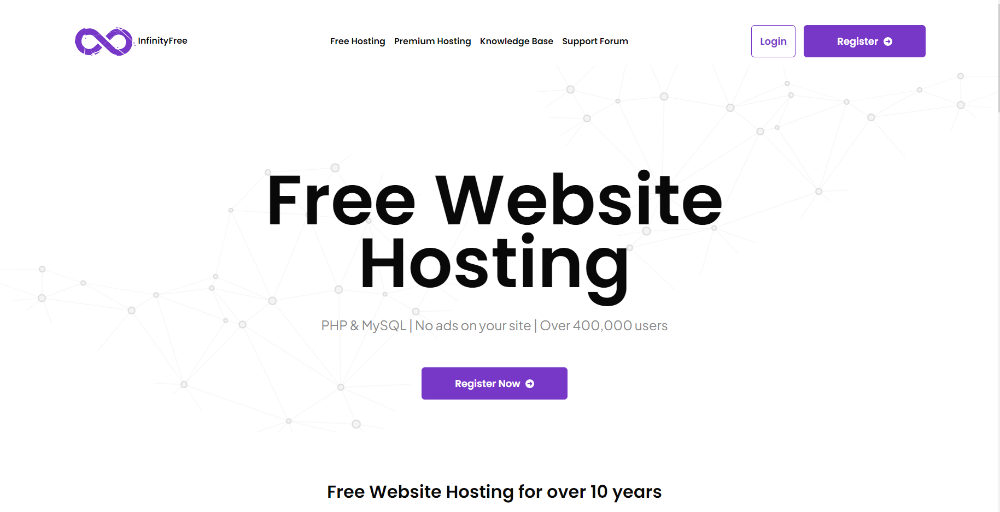 InfinityFree
Free Hosting Premium Hosting Knowledge Base Support Forum
Login
Register
Free Website
Hosting
PHP & MySQL | No ads on your site | Over 400,000 users
Register Now
Free Website Hosting for over 10 years